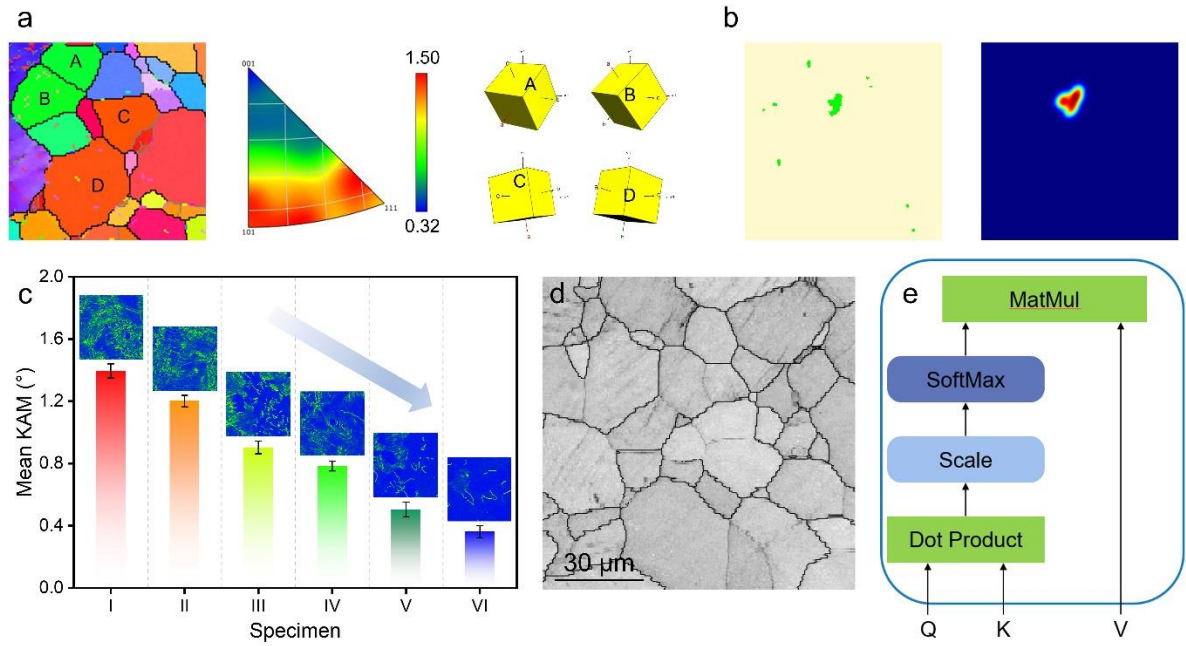 a
A
B
C
D
001
101
111
1.50
0.32
A
B
C
D
b
c
2.0
1.6
1.2
0.8
0.4
0.0
Mean KAM (°)
I
II
III
IV
V
VI
Specimen
d
30 μm
e
MatMul
SoftMax
Scale
Dot Product
Q
K
V